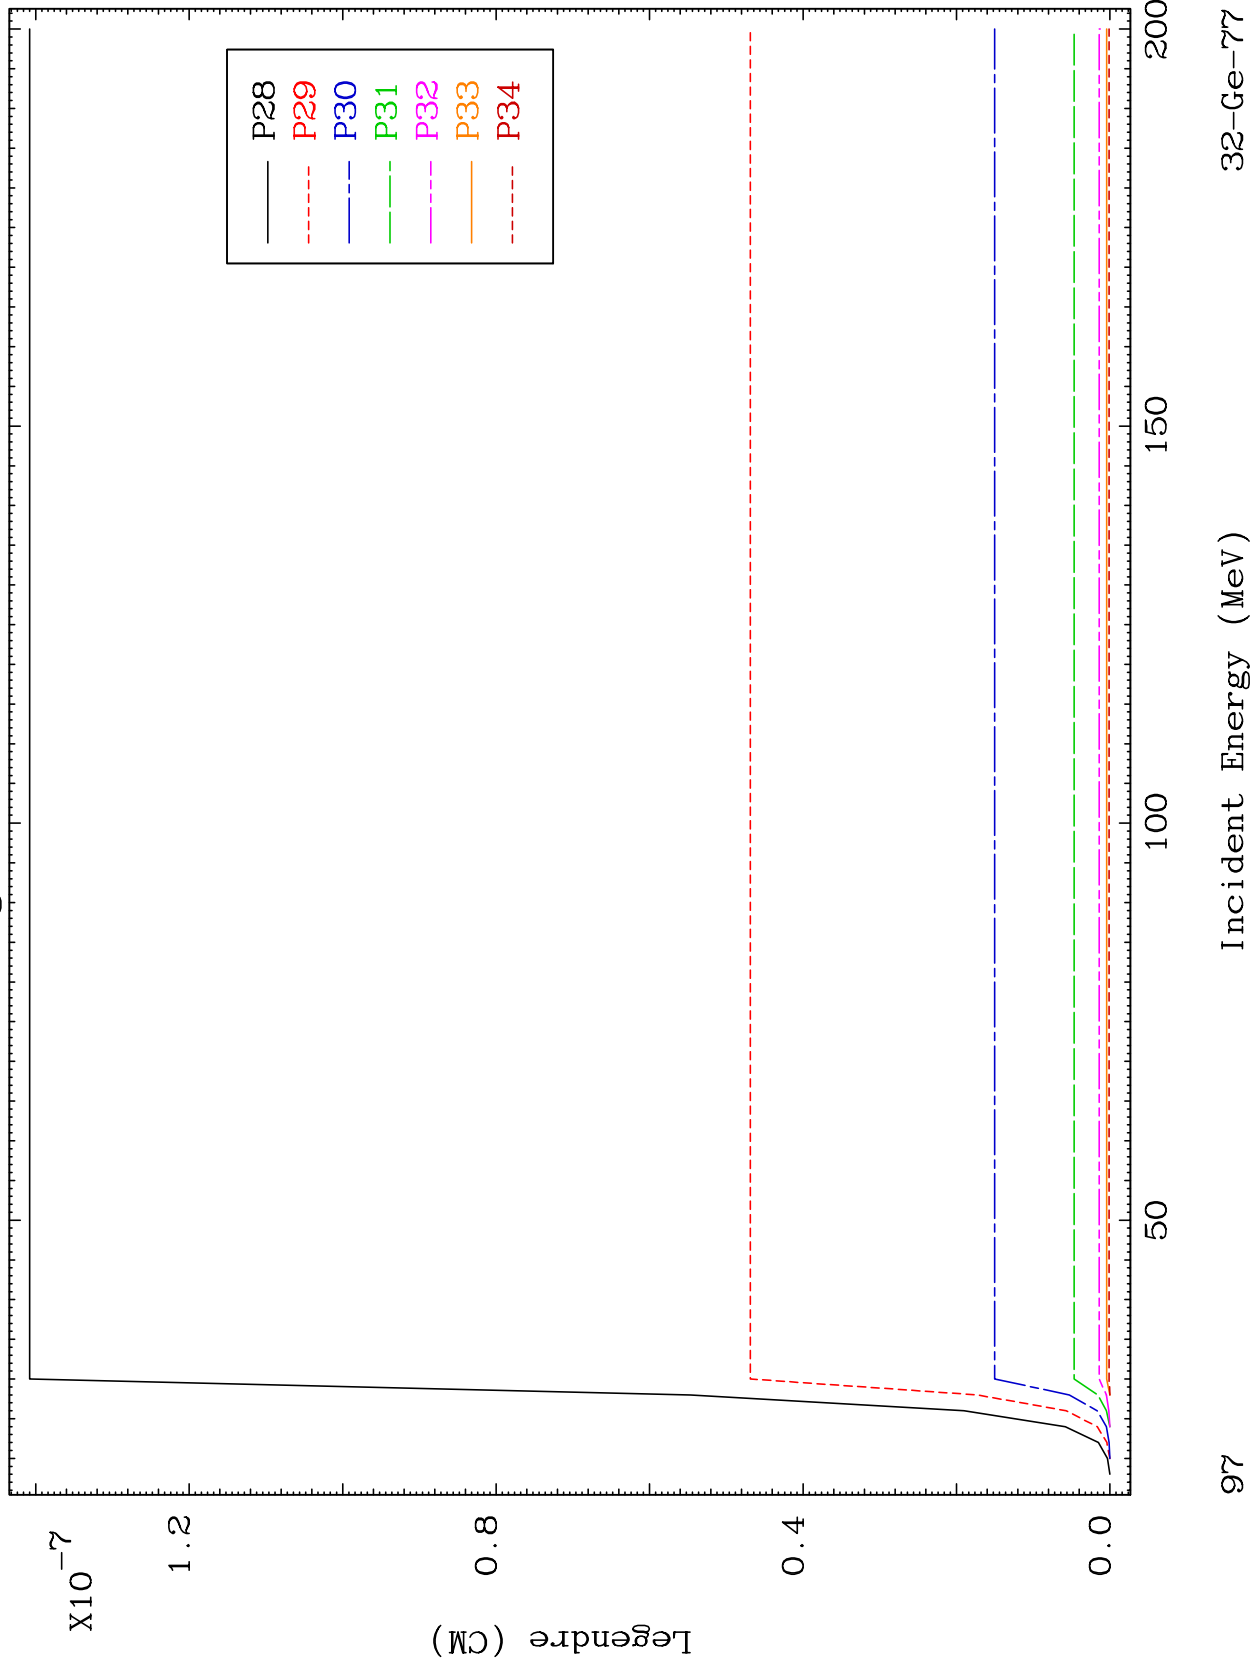 X10
-7
1.2
0.8
0.4
0.0
Legendre (CM)
P28
P29
P30
P31
P32
P33
P34
50
100
150
200
Incident Energy (MeV)
97
32-Ge-77